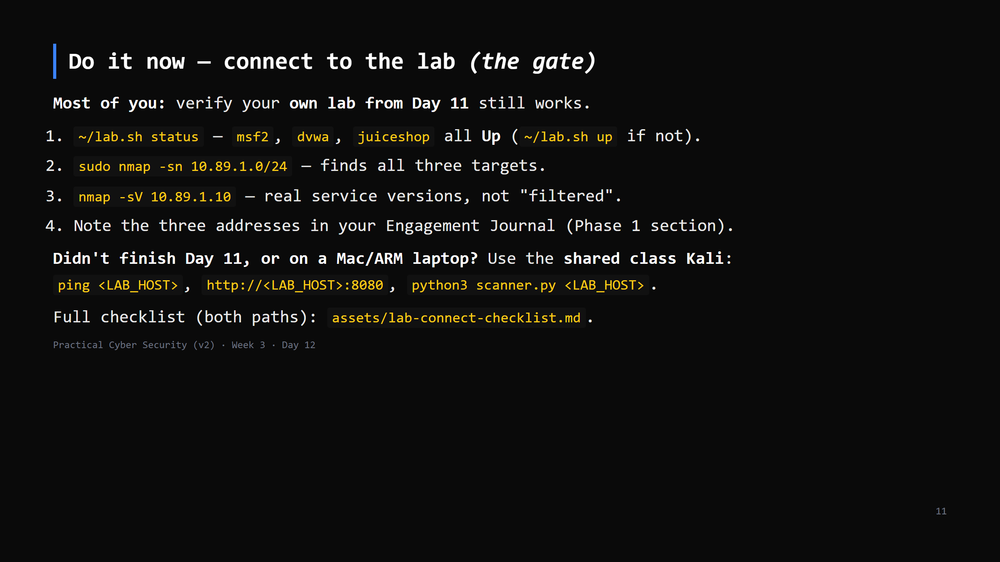 Do it now — connect to the lab (the gate)
Most of you: verify your own lab from Day 11 still works.
1. ~/lab.sh status — msf2, dvwa, juiceshop all Up (~/lab.sh up if not).
2. sudo nmap -sn 10.89.1.0/24 — finds all three targets.
3. nmap -sV 10.89.1.10 — real service versions, not "filtered".
4. Note the three addresses in your Engagement Journal (Phase 1 section).
Didn't finish Day 11, or on a Mac/ARM laptop? Use the shared class Kali:
ping <LAB_HOST>, http://<LAB_HOST>:8080, python3 scanner.py <LAB_HOST>.
Full checklist (both paths): assets/lab-connect-checklist.md.
Practical Cyber Security (v2) · Week 3 · Day 12
11